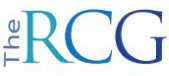 The RCG